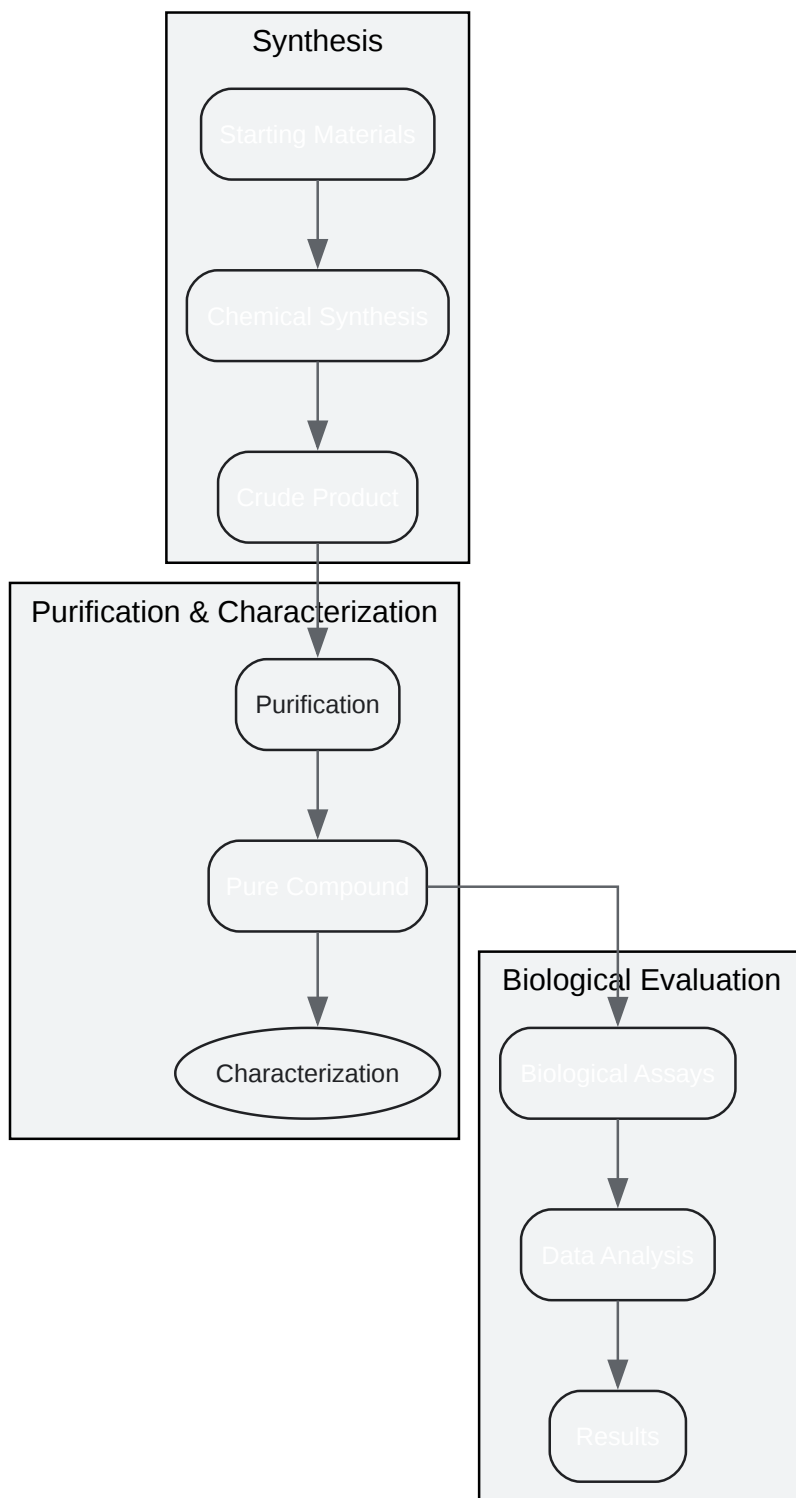 Synthesis
Starting Materials
Chemical Synthesis
Crude Product
Purification & Characterization
Purification
Pure Compound
Characterization
Biological Evaluation
Biological Assays
Data Analysis
Results